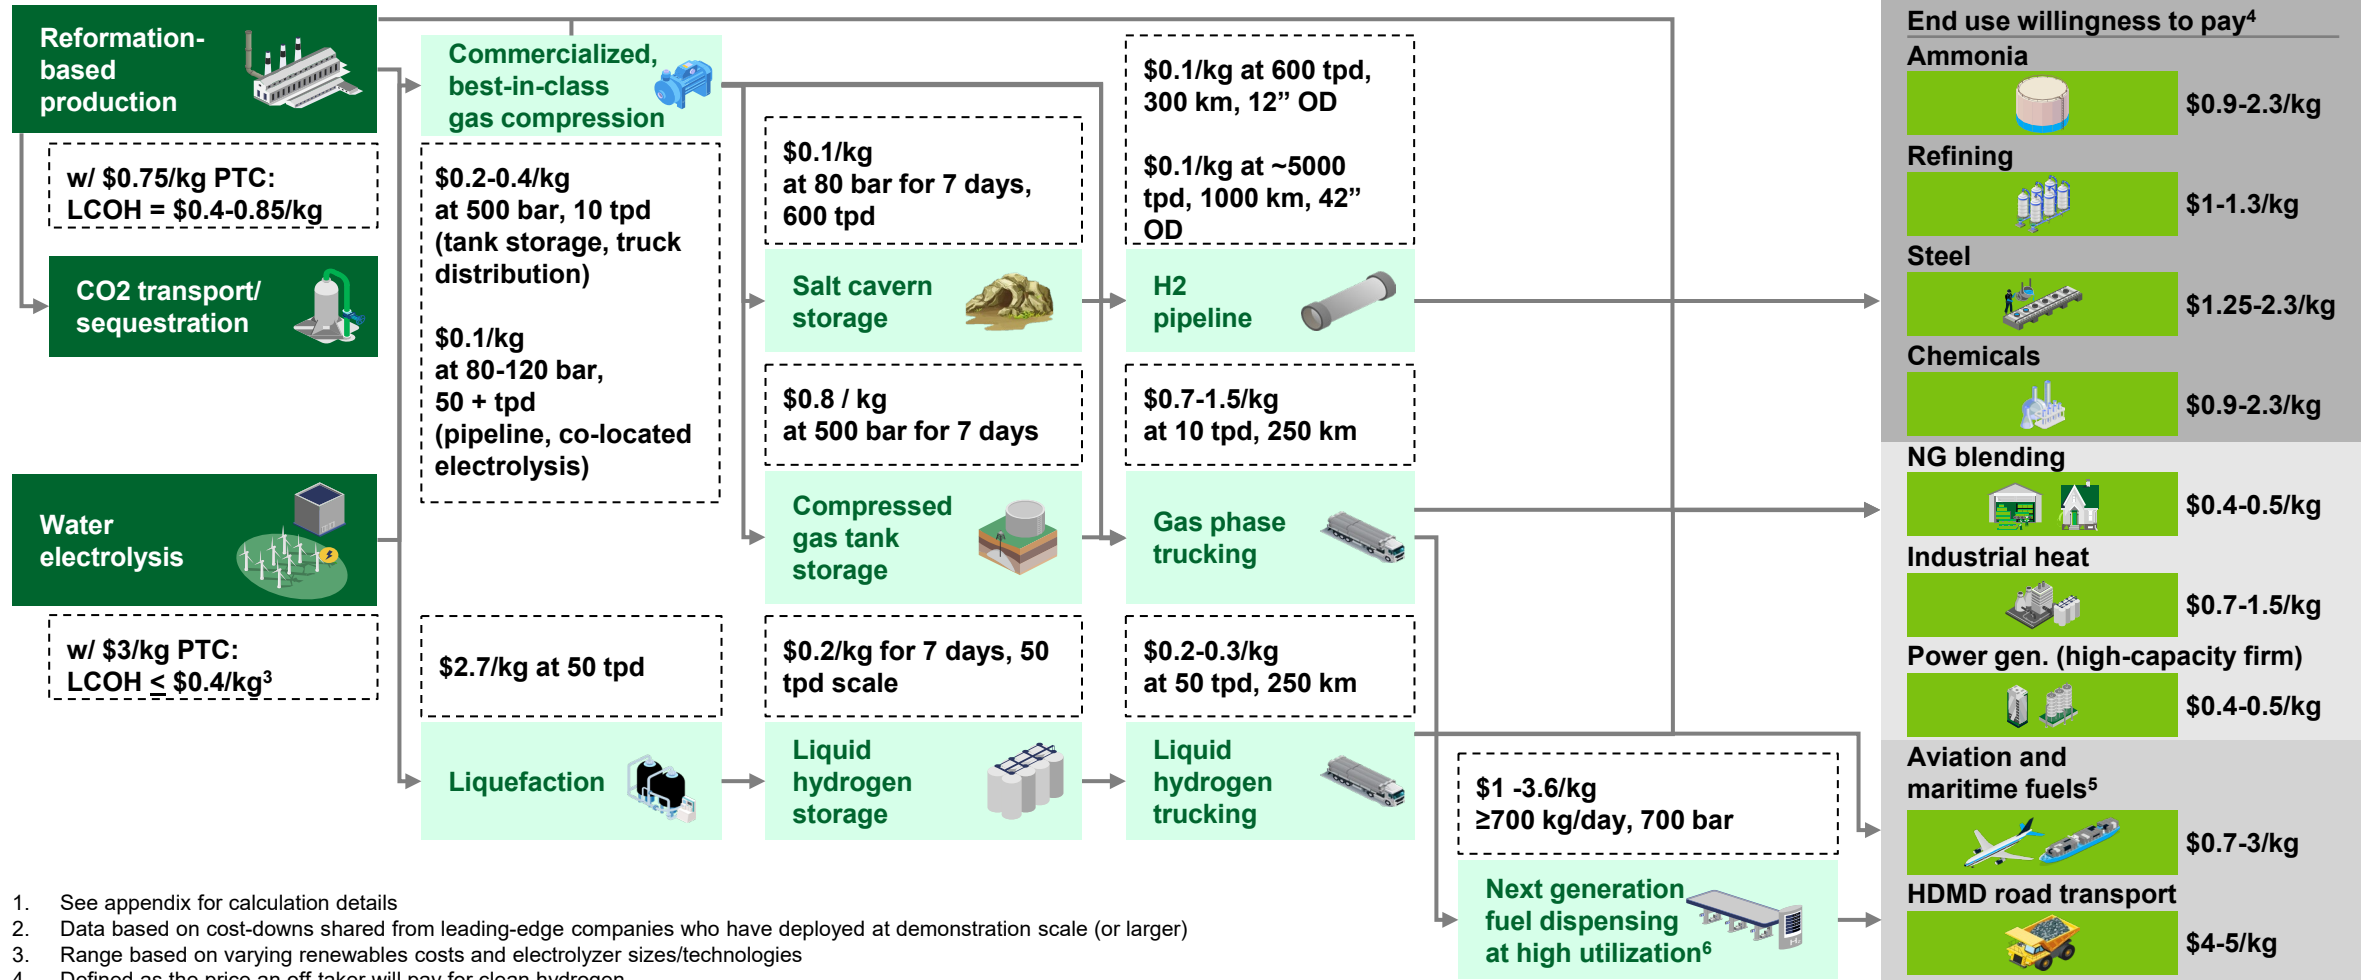 Reformation-
based
production
w/ $0.75/kg PTC:
LCOH = $0.4-0.85/kg
CO2 transport/
sequestration
Water
electrolysis
w/ $3/kg PTC:
LCOH ≤ $0.4/kg3
Commercialized,
best-in-class
gas compression
$0.2-0.4/kg
at 500 bar, 10 tpd
(tank storage, truck
distribution)
$0.1/kg
at 80-120 bar,
50 + tpd
(pipeline, co-located
electrolysis)
$2.7/kg at 50 tpd
Liquefaction
$0.1/kg
at 80 bar for 7 days,
600 tpd
Salt cavern
storage
$0.8 / kg
at 500 bar for 7 days
Compressed
gas tank
storage
$0.2/kg for 7 days, 50
tpd scale
Liquid
hydrogen
storage
$0.1/kg at 600 tpd,
300 km, 12” OD
$0.1/kg at ~5000
tpd, 1000 km, 42”
OD
H2
pipeline
$0.7-1.5/kg
at 10 tpd, 250 km
Gas phase
trucking
$0.2-0.3/kg
at 50 tpd, 250 km
Liquid
hydrogen
trucking
$1 -3.6/kg
≥700 kg/day, 700 bar
Next generation
fuel dispensing
at high utilization6
End use willingness to pay4
Ammonia
$0.9-2.3/kg
Refining
$1-1.3/kg
Steel
$1.25-2.3/kg
Chemicals
$0.9-2.3/kg
NG blending
$0.4-0.5/kg
Industrial heat
$0.7-1.5/kg
Power gen. (high-capacity firm)
$0.4-0.5/kg
Aviation and
maritime fuels5
$0.7-3/kg
HDMD road transport
$4-5/kg
1. See appendix for calculation details
2. Data based on cost-downs shared from leading-edge companies who have deployed at demonstration scale (or larger)
3. Range based on varying renewables costs and electrolyzer sizes/technologies
4. Defined as the price an off-taker will pay for clean hydrogen